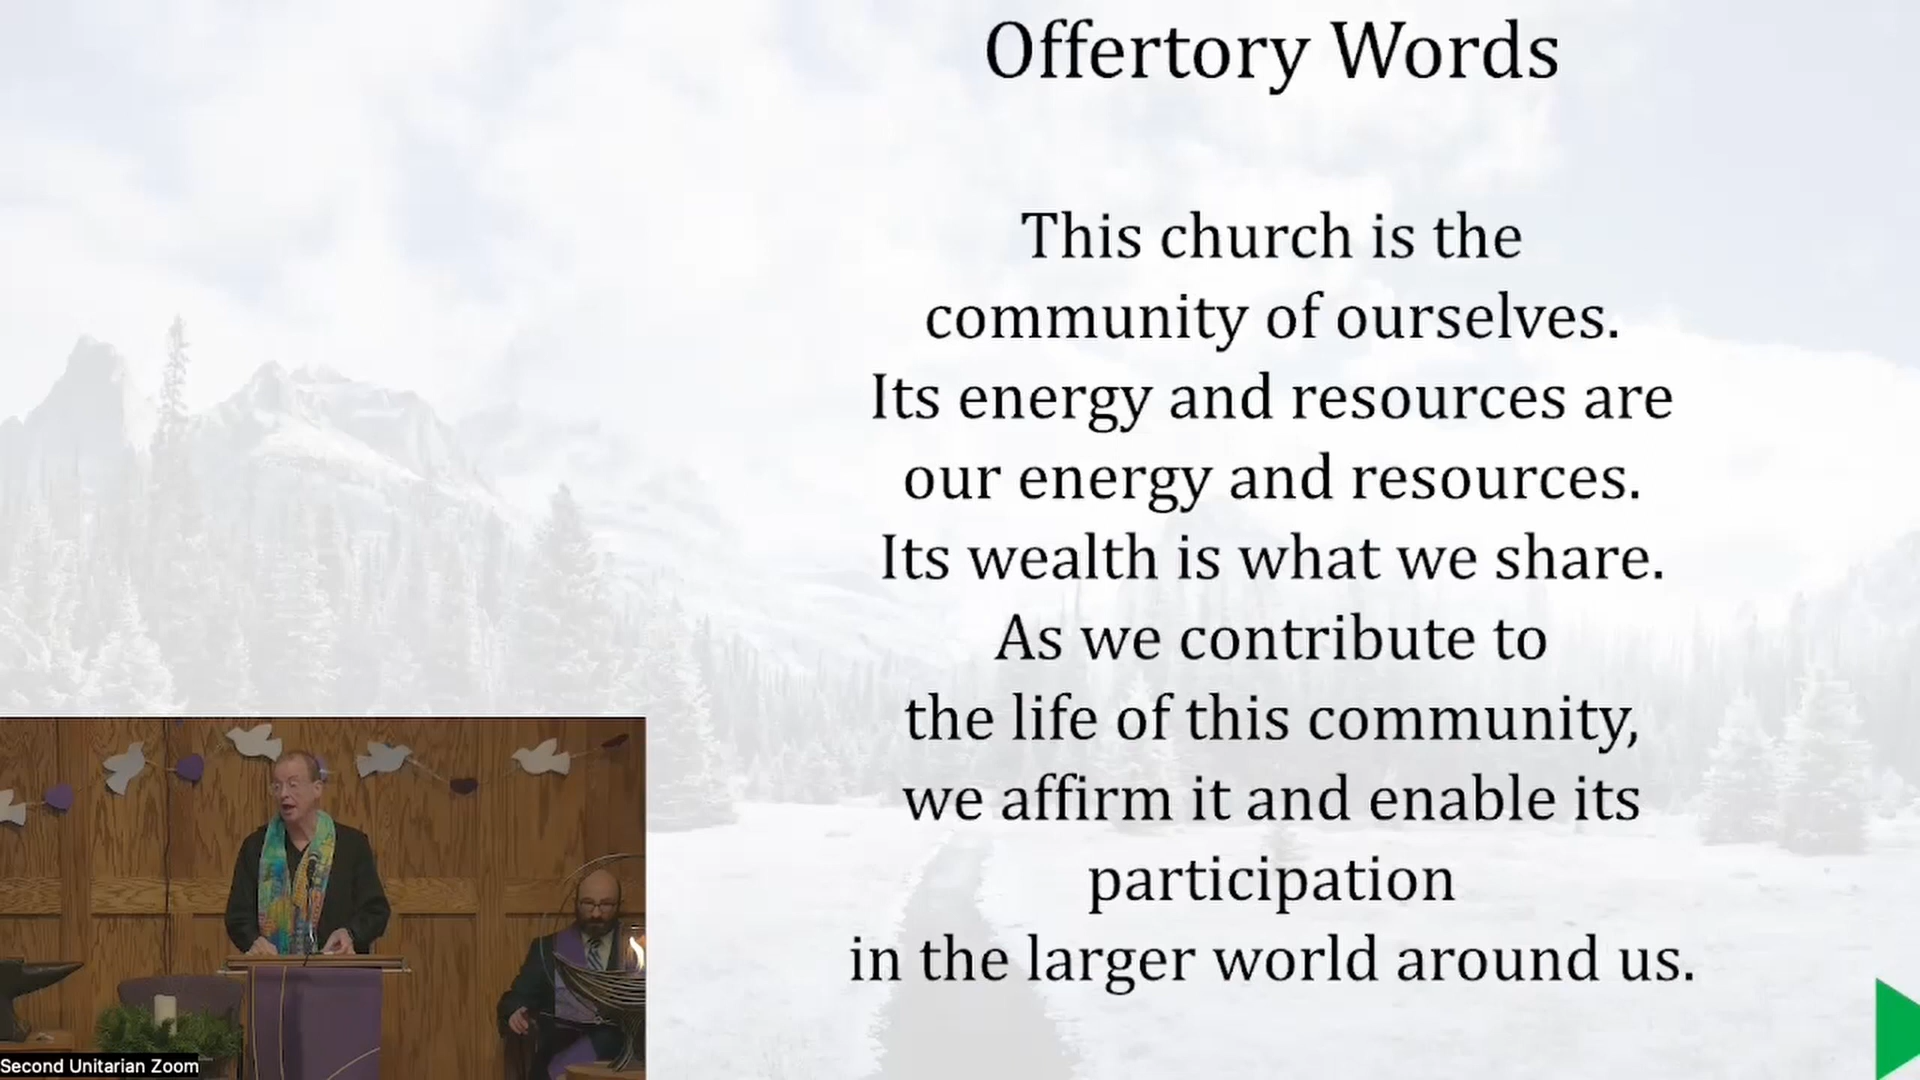 Offertory Words
This church is the
community of ourselves.
Its energy and resources are
our energy and resources.
Its wealth is what we share.
As we contribute to
the life of this community,
we affirm it and enable its
participation
in the larger world around us.
Second Unitarian Zoom